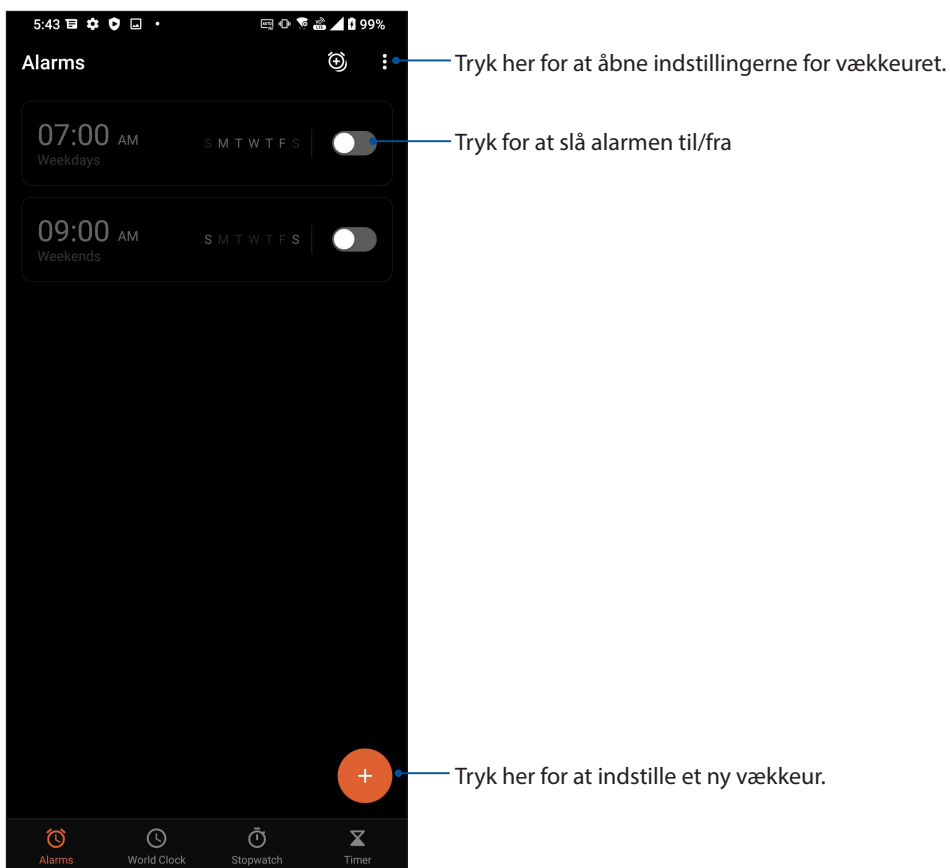 5:43 99%
Alarms
Tryk her for at åbne indstillingerne for vækkeuret.
07:00 AM S M T W T F S
Weekdays
Tryk for at slå alarmen til/fra
09:00 AM S M T W T F S
Weekends
Tryk her for at indstille et ny vækkeur.
Alarms World Clock Stopwatch Timer